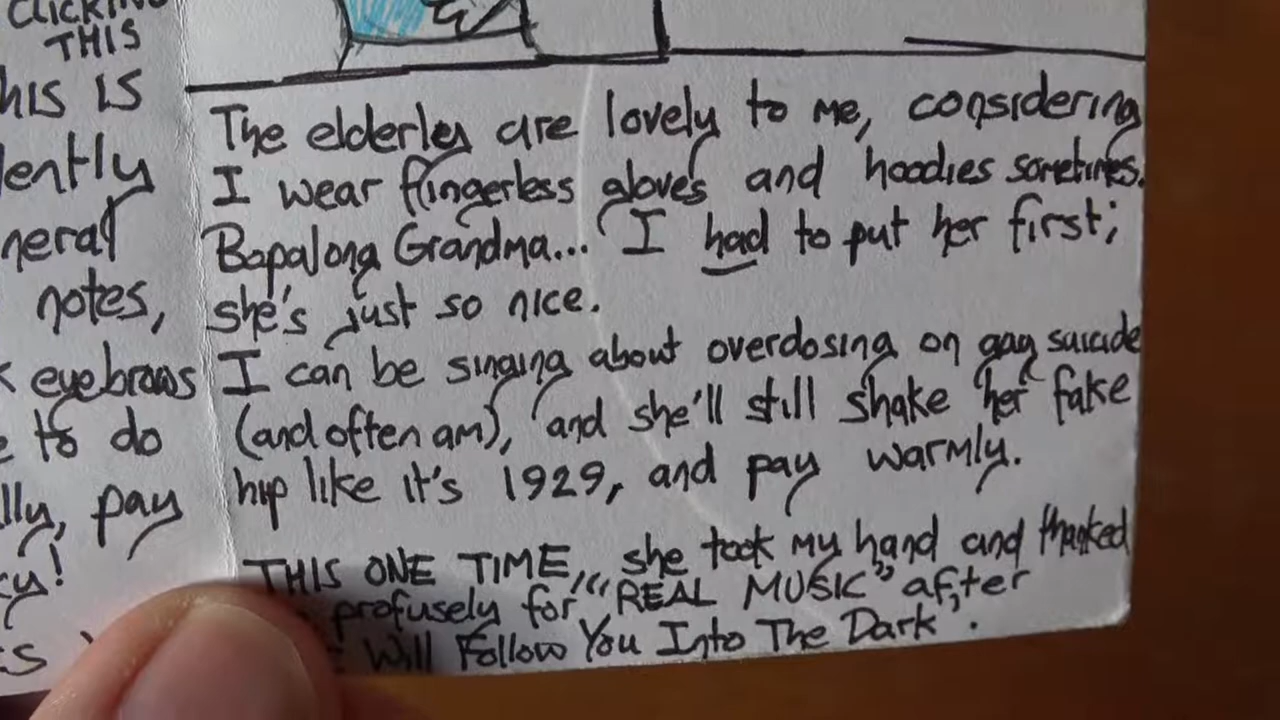 CLICKING
THIS
THIS IS
ently
neral
notes,
eyebrows
to do
lly, pay
cy!
The elderley are lovely to me, considering
I wear flingerless gloves and hoodies sometimes.
Bopalong Grandma... I had to put her first;
she's just so nice.
I can be singing about overdosing on gay suicide
(and often am), and she'll still shake her fake
hip like it's 1929, and pay warmly.
THIS ONE TIME,,, she took my hand and thanked
profusely for "REAL MUSIC" after
Will Follow You Into The Dark".